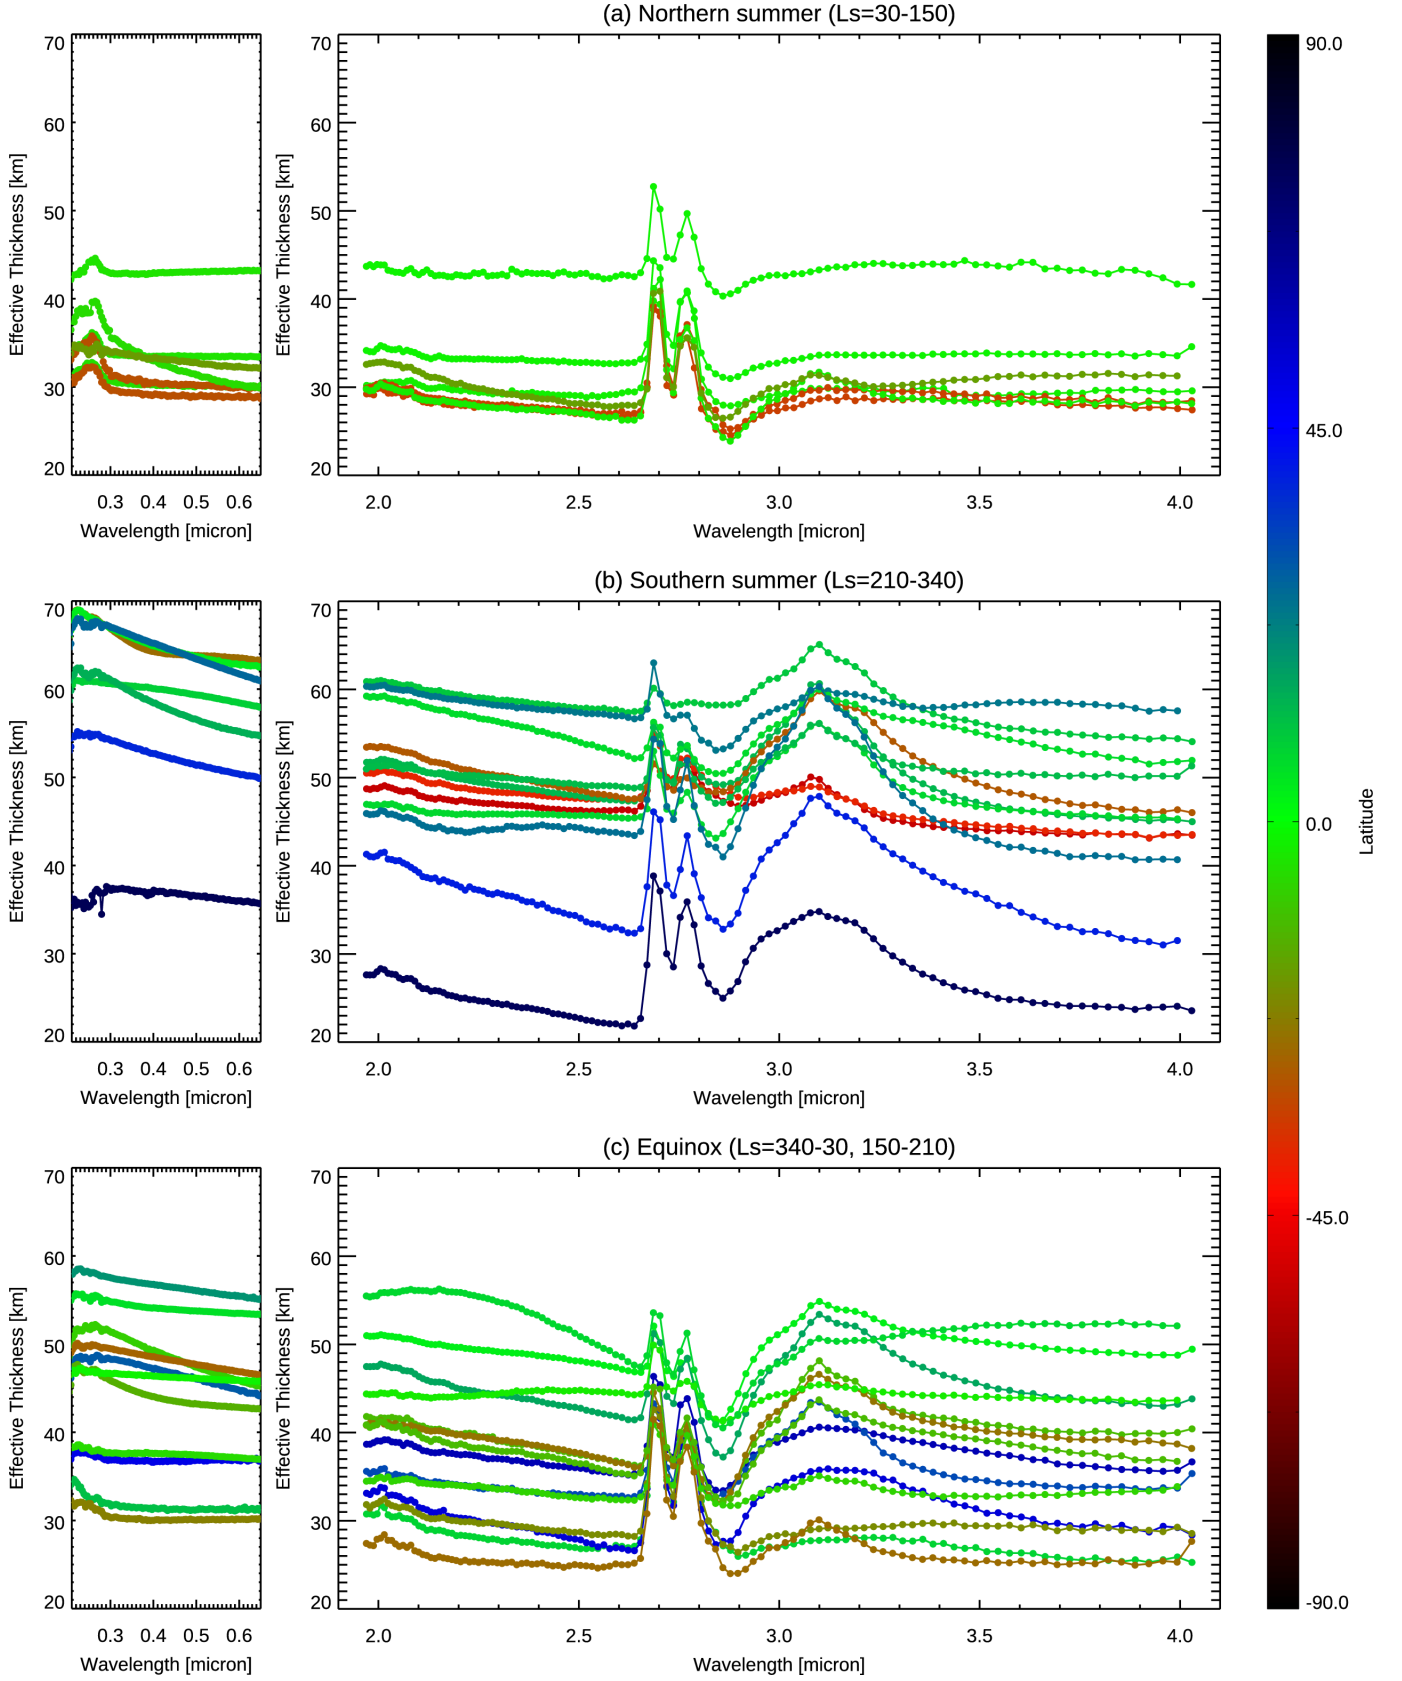 (a) Northern summer (Ls=30-150)
70
60
50
40
30
20
Effective Thickness [km]
0.3 0.4 0.5 0.6
Wavelength [micron]
70
60
50
40
30
20
Effective Thickness [km]
2.0 2.5 3.0 3.5 4.0
Wavelength [micron]
(b) Southern summer (Ls=210-340)
70
60
50
40
30
20
Effective Thickness [km]
0.3 0.4 0.5 0.6
Wavelength [micron]
70
60
50
40
30
20
Effective Thickness [km]
2.0 2.5 3.0 3.5 4.0
Wavelength [micron]
(c) Equinox (Ls=340-30, 150-210)
70
60
50
40
30
20
Effective Thickness [km]
0.3 0.4 0.5 0.6
Wavelength [micron]
70
60
50
40
30
20
Effective Thickness [km]
2.0 2.5 3.0 3.5 4.0
Wavelength [micron]
90.0
45.0
0.0
-45.0
-90.0
Latitude